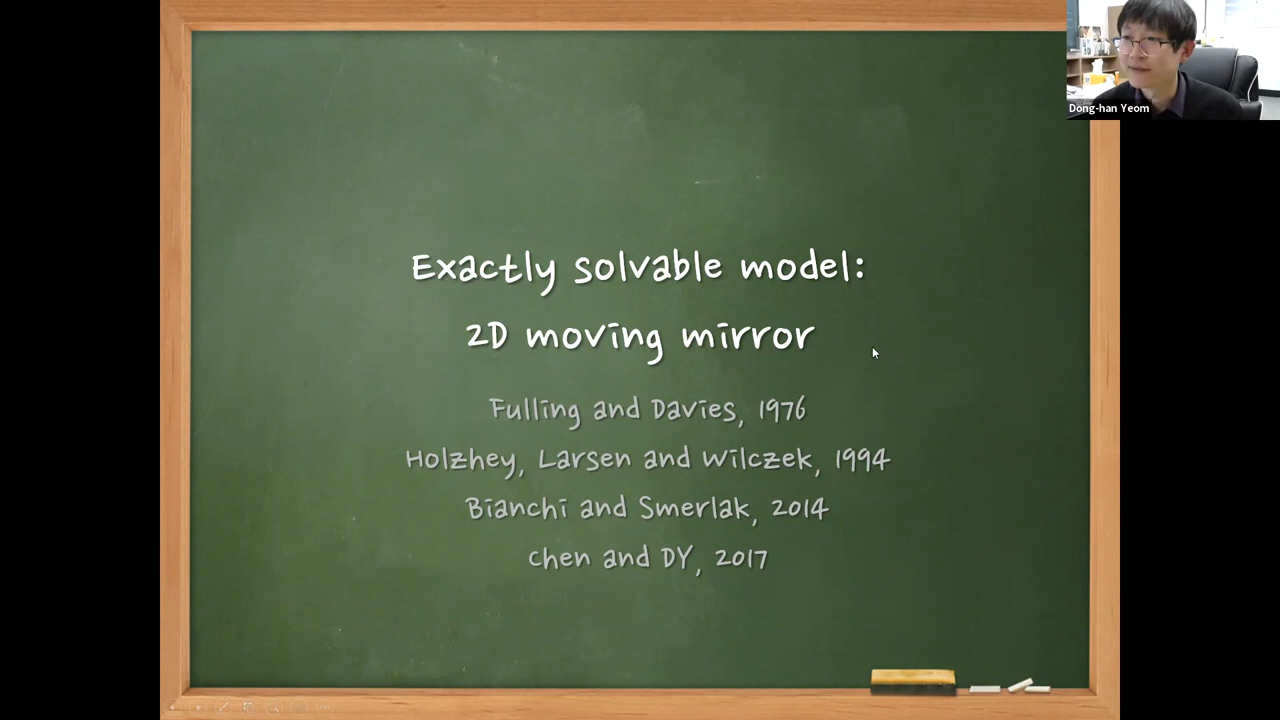 Dong-han Yeom
Exactly solvable model:
2D moving mirror
Fulling and Davies, 1976
Holzhey, Larsen and Wilczek, 1994
Bianchi and Smerlak, 2014
Chen and DY, 2017